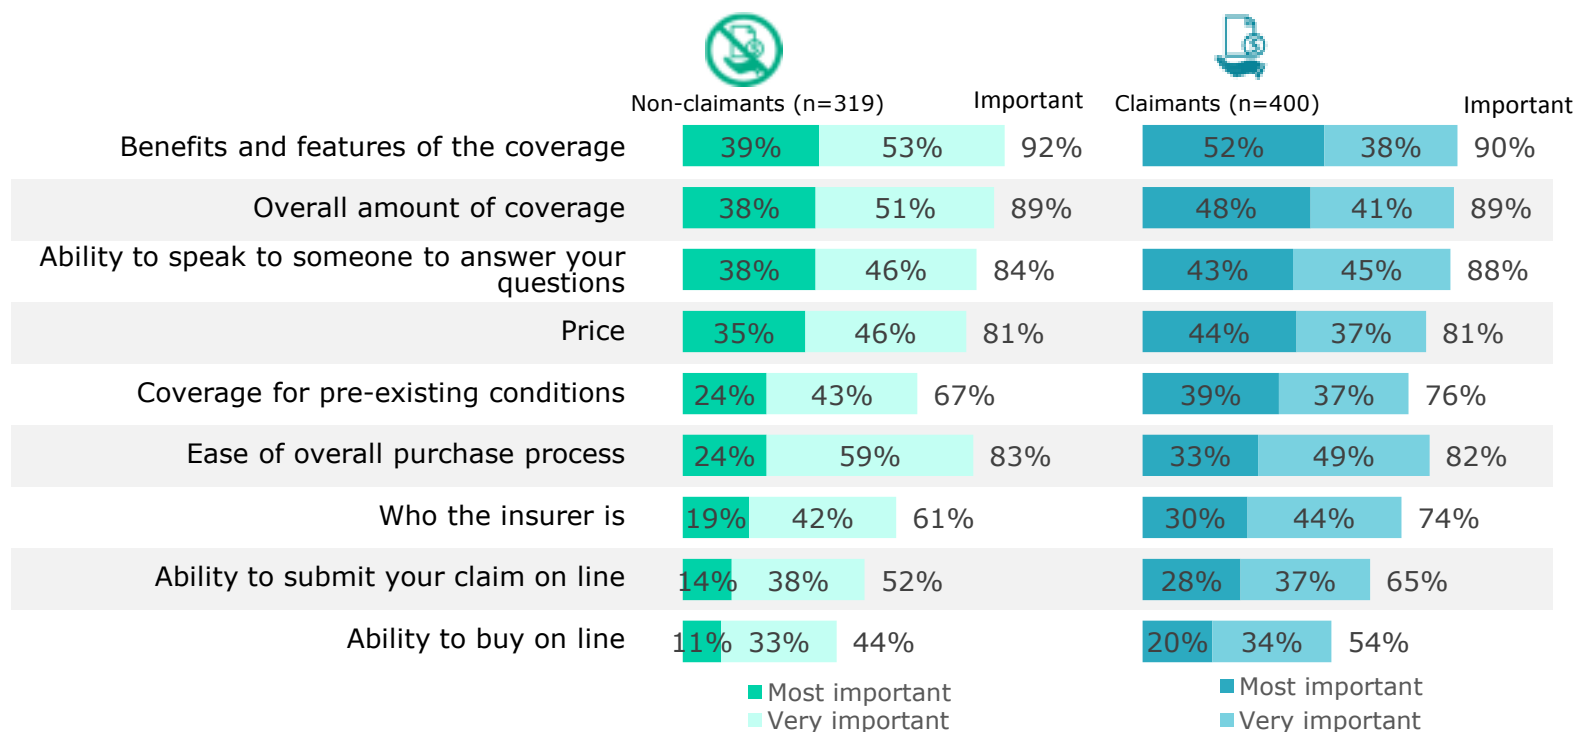 Non-claimants (n=319) Important Claimants (n=400) Important
Benefits and features of the coverage 39% 53% 92% 52% 38% 90%
Overall amount of coverage 38% 51% 89% 48% 41% 89%
Ability to speak to someone to answer your
questions 38% 46% 84% 43% 45% 88%
Price 35% 46% 81% 44% 37% 81%
Coverage for pre-existing conditions 24% 43% 67% 39% 37% 76%
Ease of overall purchase process 24% 59% 83% 33% 49% 82%
Who the insurer is 19% 42% 61% 30% 44% 74%
Ability to submit your claim on line 14% 38% 52% 28% 37% 65%
Ability to buy on line 11% 33% 44% 20% 34% 54%
Most important Most important
Very important Very important